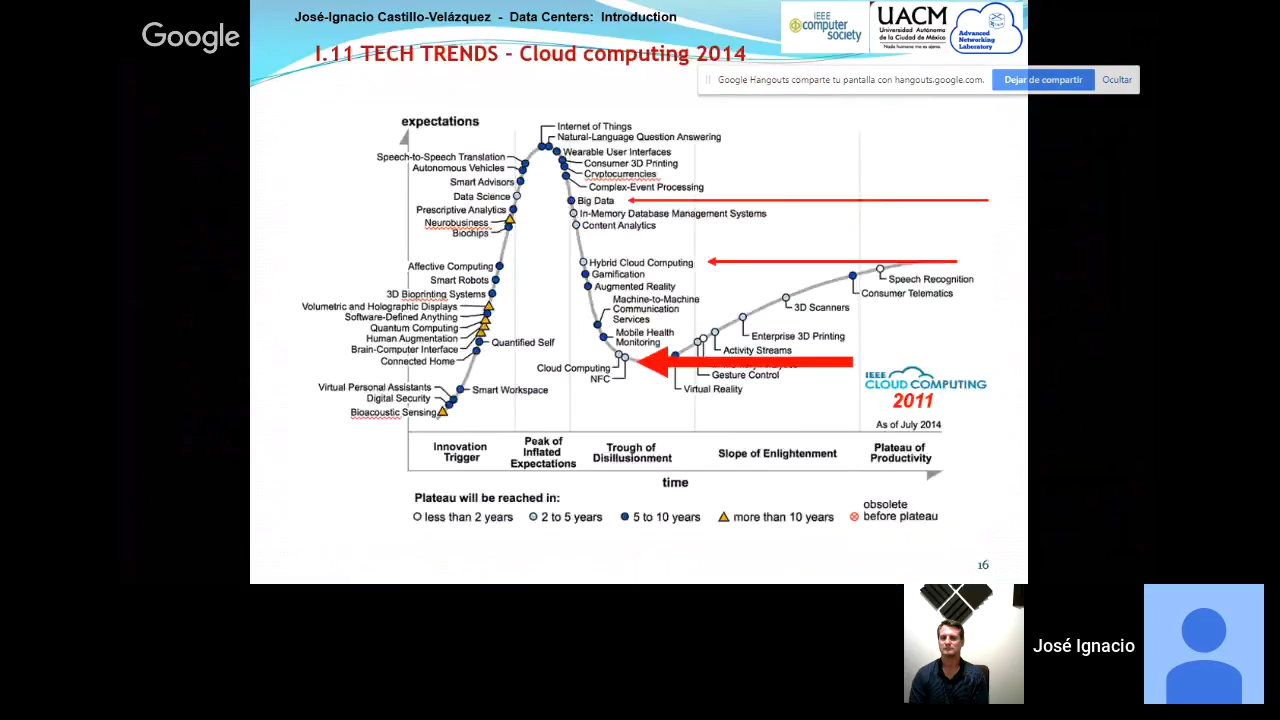 José-Ignacio Castillo-Velázquez - Data Centers: Introduction
IEEE
computer
society
UACM
Universidad Autónoma
de la Ciudad de México
Nada humano me es ajeno.
Advanced
Networking
Laboratory
Google
I.11 TECH TRENDS - Cloud computing 2014
Google Hangouts comparte tu pantalla con hangouts.google.com.
Dejar de compartir
Ocultar
expectations
Internet of Things
Natural-Language Question Answering
Wearable User Interfaces
Consumer 3D Printing
Cryptocurrencies
Complex-Event Processing
Big Data
In-Memory Database Management Systems
Content Analytics
Hybrid Cloud Computing
Gamification
Augmented Reality
Machine-to-Machine
Communication
Services
Mobile Health
Monitoring
Cloud Computing
NFC
Speech-to-Speech Translation
Autonomous Vehicles
Smart Advisors
Data Science
Prescriptive Analytics
Neurobusiness
Biochips
Affective Computing
Smart Robots
3D Bioprinting Systems
Volumetric and Holographic Displays
Software-Defined Anything
Quantum Computing
Human Augmentation
Brain-Computer Interface
Connected Home
Quantified Self
Virtual Personal Assistants
Smart Workspace
Digital Security
Bioacoustic Sensing
Speech Recognition
Consumer Telematics
3D Scanners
Enterprise 3D Printing
Activity Streams
Gesture Control
Virtual Reality
IEEE
CLOUD COMPUTING
2011
As of July 2014
Innovation
Trigger
Peak of
Inflated
Expectations
Trough of
Disillusionment
Slope of Enlightenment
Plateau of
Productivity
time
Plateau will be reached in:
less than 2 years
2 to 5 years
5 to 10 years
more than 10 years
obsolete
before plateau
16
José Ignacio